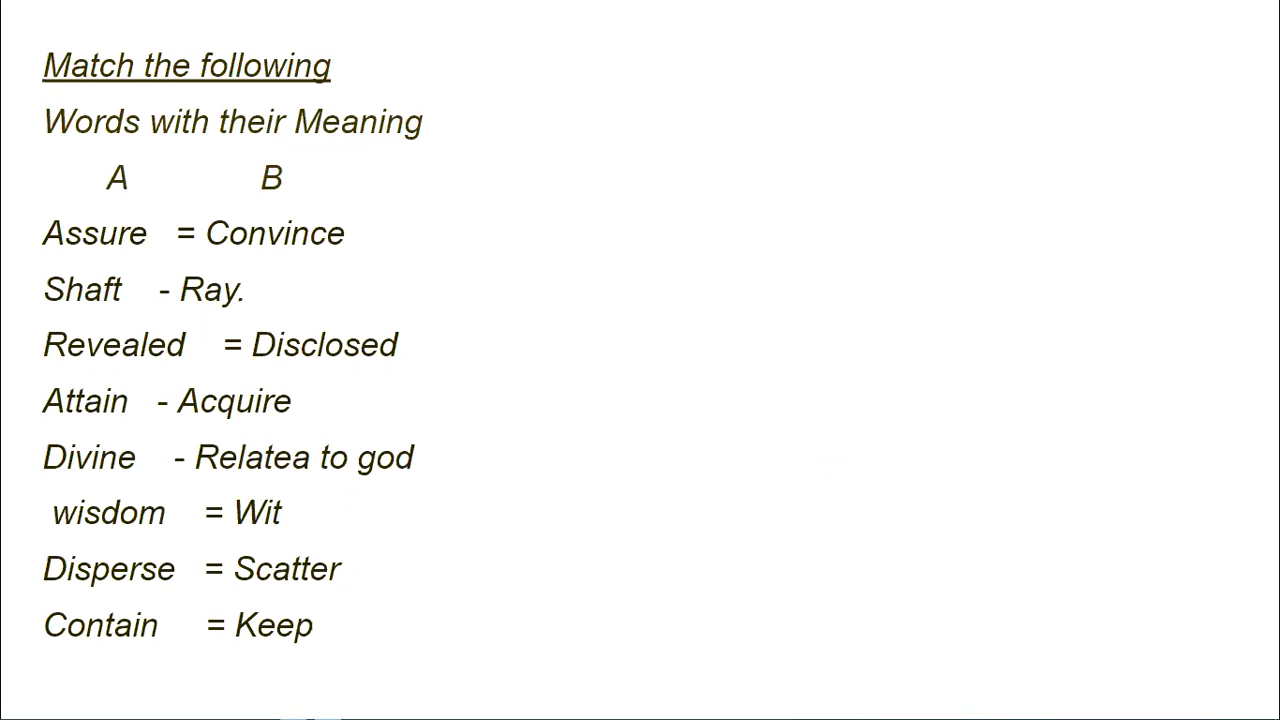 Match the following
Words with their Meaning
A B
Assure = Convince
Shaft - Ray.
Revealed = Disclosed
Attain - Acquire
Divine - Relatea to god
wisdom = Wit
Disperse = Scatter
Contain = Keep